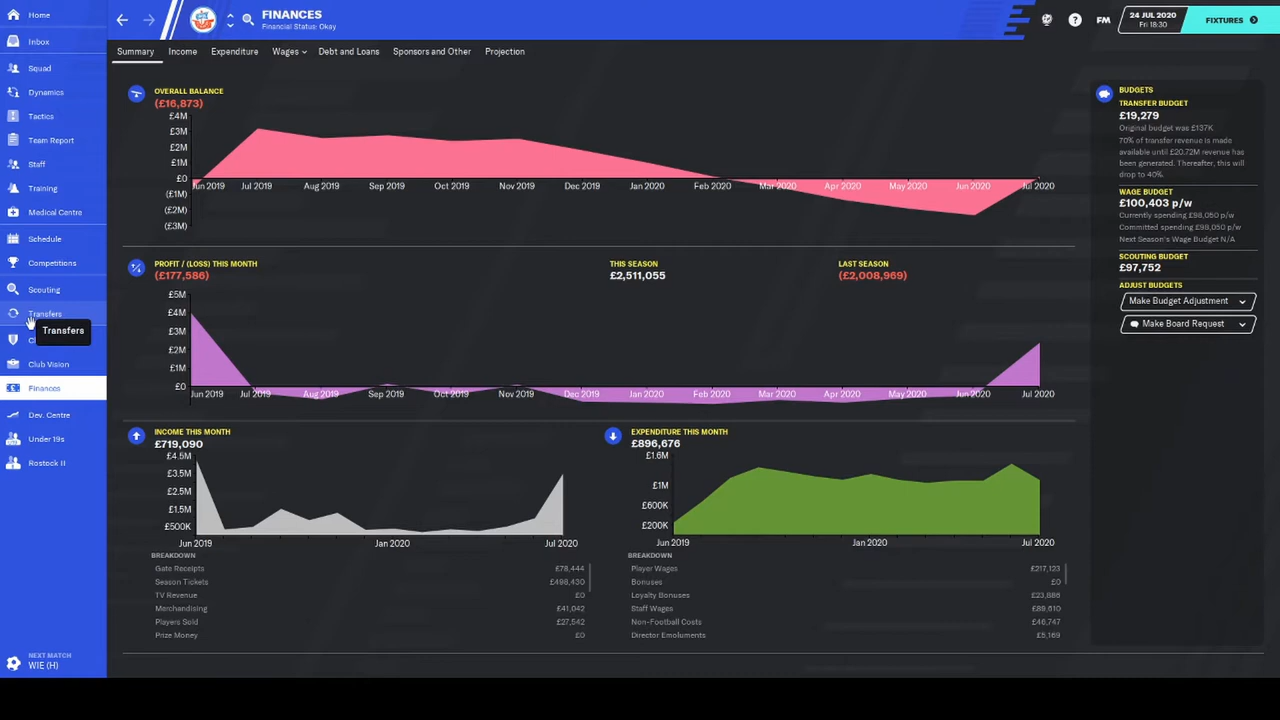 Home
Inbox
Squad
Dynamics
Tactics
Team Report
Staff
Training
Medical Centre
Schedule
Competitions
Scouting
Transfers
Transfers
Club Vision
Finances
Dev. Centre
Under 19s
Rostock II
NEXT MATCH
WIE (H)
FINANCES
Financial Status: Okay
FM
24 JUL 2020
Fri 18:30
FIXTURES
Summary
Income
Expenditure
Wages
Debt and Loans
Sponsors and Other
Projection
OVERALL BALANCE
(£16,873)
£4M
£3M
£2M
£1M
£0
(£1M)
(£2M)
(£3M)
Jun 2019 Jul 2019 Aug 2019 Sep 2019 Oct 2019 Nov 2019 Dec 2019 Jan 2020 Feb 2020 Mar 2020 Apr 2020 May 2020 Jun 2020 Jul 2020
PROFIT / (LOSS) THIS MONTH
(£177,586)
THIS SEASON
£2,511,055
LAST SEASON
(£2,008,969)
£5M
£4M
£3M
£2M
£1M
£0
Jun 2019 Jul 2019 Aug 2019 Sep 2019 Oct 2019 Nov 2019 Dec 2019 Jan 2020 Feb 2020 Mar 2020 Apr 2020 May 2020 Jun 2020 Jul 2020
INCOME THIS MONTH
£719,090
£4.5M
£3.5M
£2.5M
£1.5M
£500K
Jun 2019 Jan 2020 Jul 2020
BREAKDOWN
Gate Receipts £78,444
Season Tickets £498,430
TV Revenue £0
Merchandising £41,042
Players Sold £27,542
Prize Money £0
EXPENDITURE THIS MONTH
£896,676
£1.6M
£1M
£600K
£200K
Jun 2019 Jan 2020 Jul 2020
BREAKDOWN
Player Wages £217,123
Bonuses £0
Loyalty Bonuses £23,886
Staff Wages £89,610
Non-Football Costs £46,747
Director Emoluments £5,169
BUDGETS
TRANSFER BUDGET
£19,279
Original budget was £137K
70% of transfer revenue is made
available until £20.72M revenue has
been generated. Thereafter, this will
drop to 40%.
WAGE BUDGET
£100,403 p/w
Currently spending £98,050 p/w
Committed spending £98,050 p/w
Next Season's Wage Budget N/A
SCOUTING BUDGET
£97,752
ADJUST BUDGETS
Make Budget Adjustment
Make Board Request